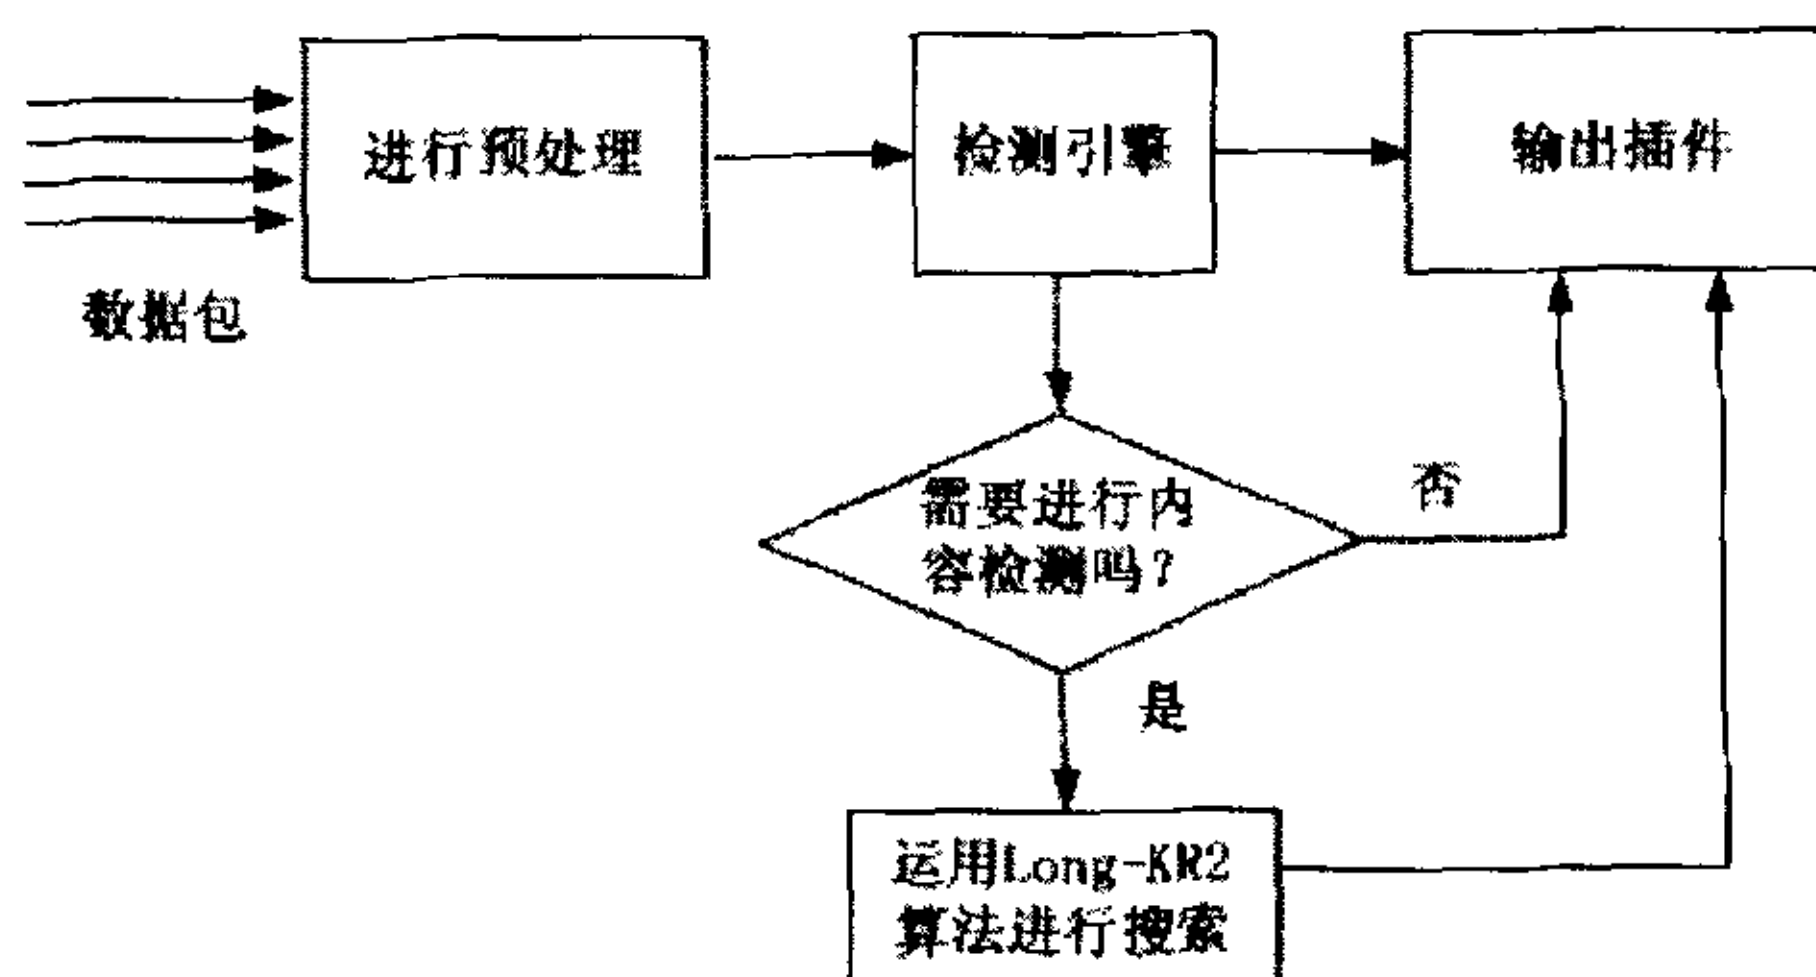 进行预处理
检测引擎
输出插件
数据包
需要进行内
容检测吗？
否
是
运用Long-KR2
算法进行搜索